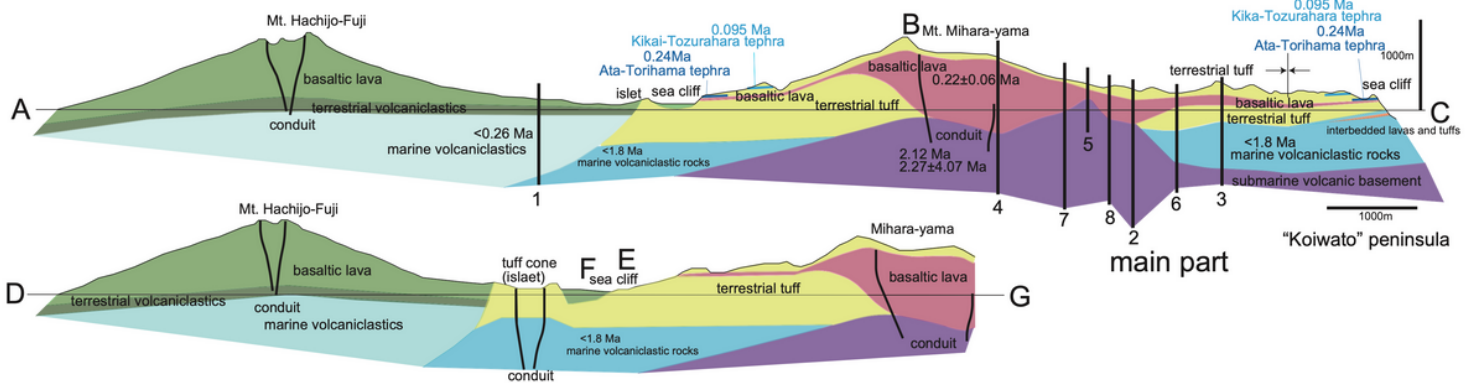 Mt. Hachijo-Fuji
basaltic lava
terrestrial volcaniclastics
conduit
A
<0.26 Ma
marine volcaniclastics
1
islet
sea cliff
0.24Ma
Ata-Torihama tephra
0.095 Ma
Kikai-Tozurahara tephra
basaltic lava
terrestrial tuff
<1.8 Ma
marine volcaniclastic rocks
B
Mt. Mihara-yama
basaltic lava
0.22±0.06 Ma
conduit
2.12 Ma
2.27±4.07 Ma
4
7
5
8
2
6
3
main part
0.095 Ma
Kika-Tozurahara tephra
0.24Ma
Ata-Torihama tephra
1000m
terrestrial tuff
sea cliff
basaltic lava
terrestrial tuff
C
interbedded lavas and tuffs
<1.8 Ma
marine volcaniclastic rocks
submarine volcanic basement
1000m
“Koiwato” peninsula
Mt. Hachijo-Fuji
basaltic lava
D
terrestrial volcaniclastics
conduit
marine volcaniclastics
tuff cone
(islaet)
F
E
sea cliff
terrestrial tuff
<1.8 Ma
marine volcaniclastic rocks
conduit
Mihara-yama
basaltic lava
G
conduit